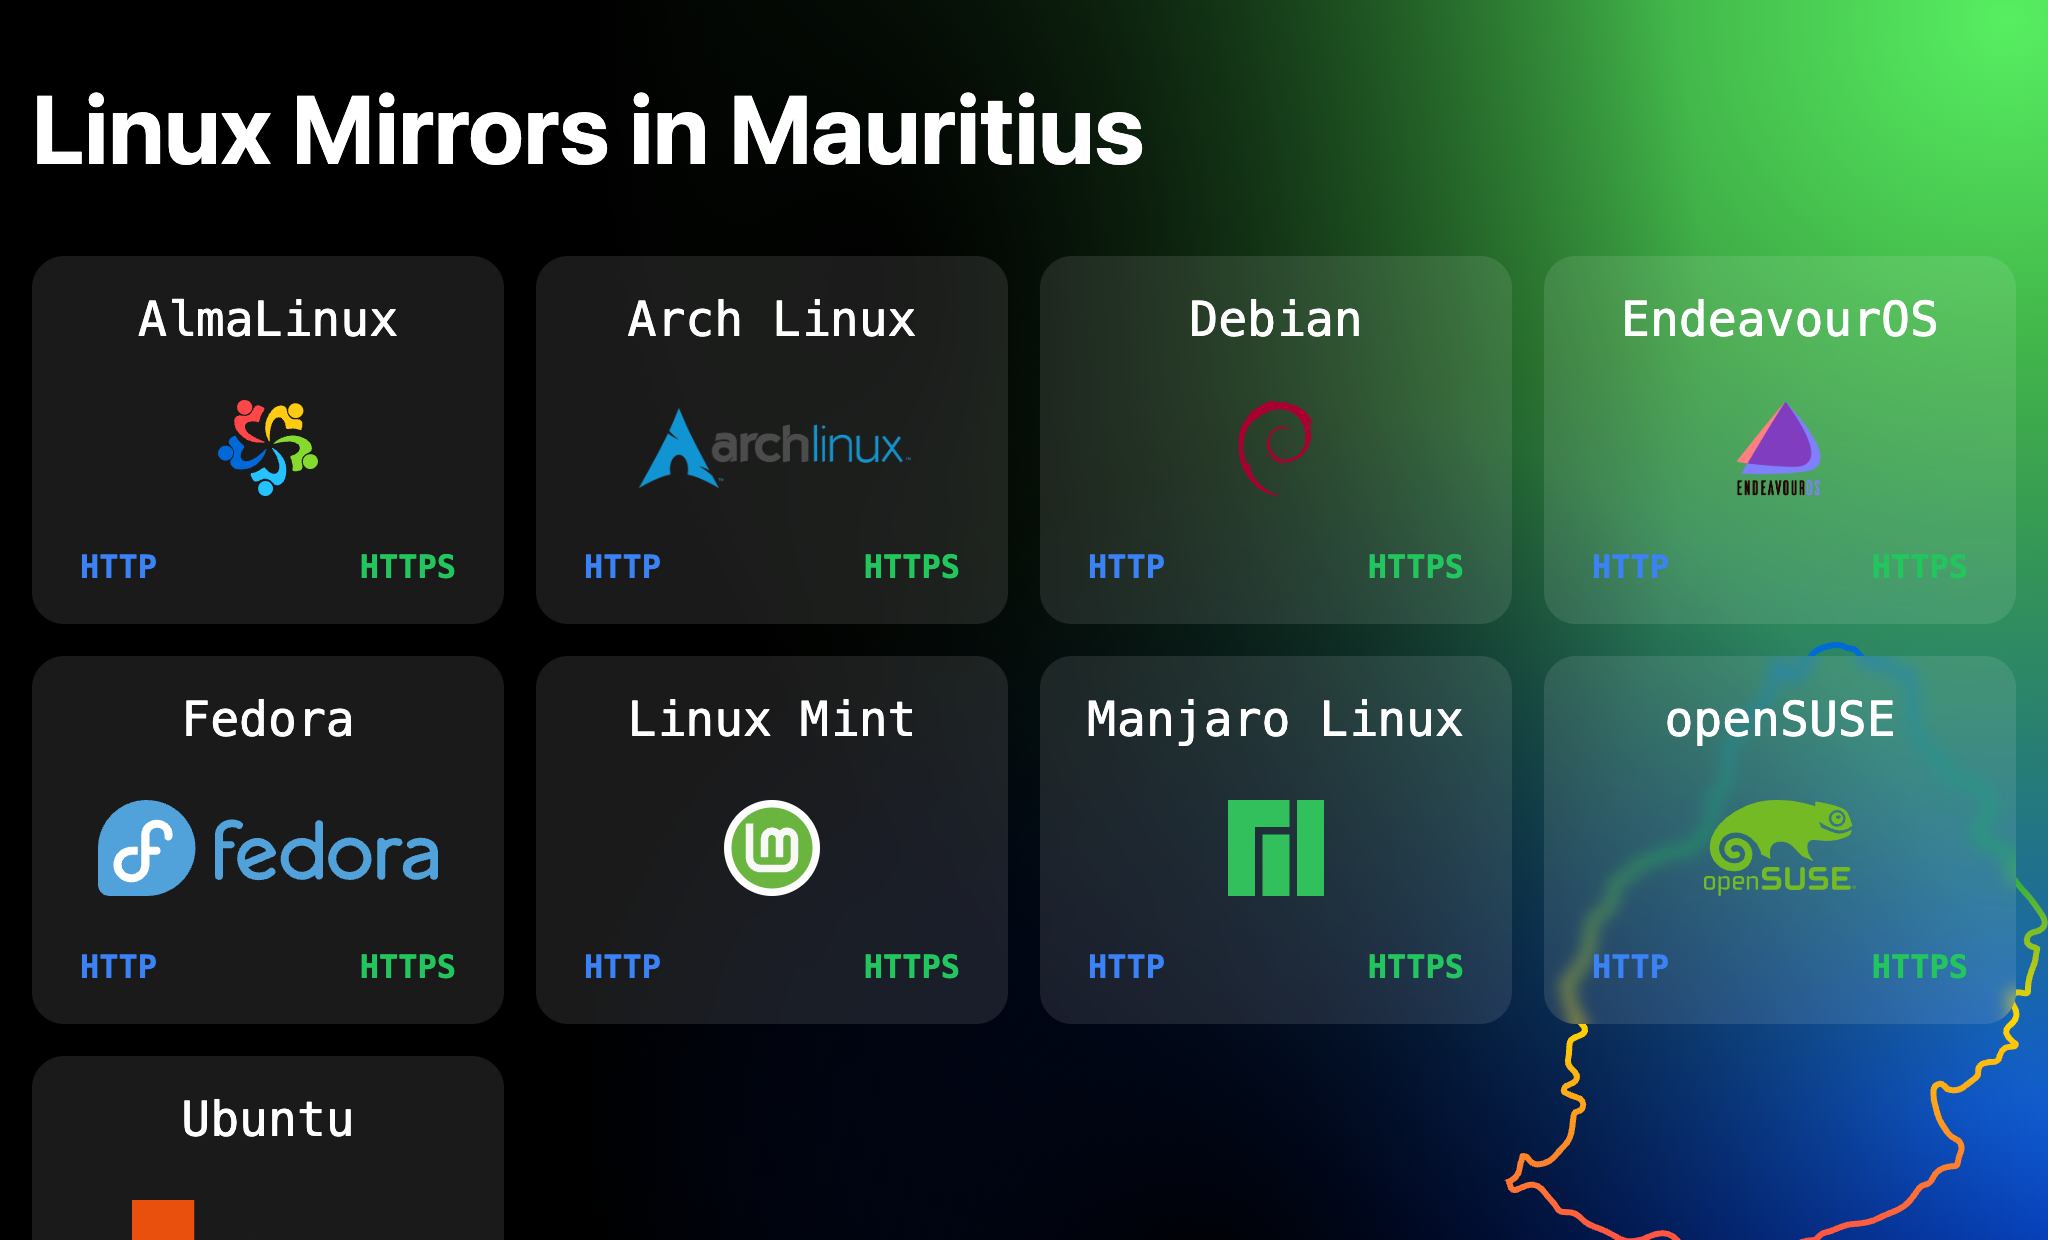 Linux Mirrors in Mauritius
AlmaLinux
HTTP HTTPS
Arch Linux
archlinux
HTTP HTTPS
Debian
HTTP HTTPS
EndeavourOS
ENDEAVOUROS
HTTP HTTPS
Fedora
fedora
HTTP HTTPS
Linux Mint
lm
HTTP HTTPS
Manjaro Linux
HTTP HTTPS
openSUSE
openSUSE
HTTP HTTPS
Ubuntu